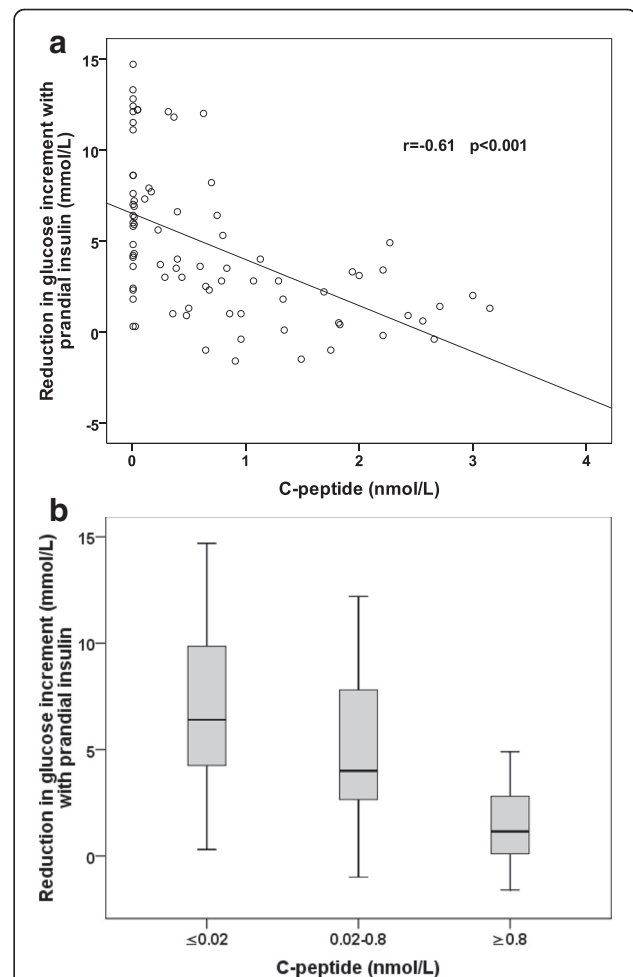 a
Reduction in glucose increment with
prandial insulin (mmol/L)
15
10
5
0
-5
r=-0.61 p<0.001
0 1 2 3 4
C-peptide (nmol/L)
b
Reduction in glucose increment (mmol/L)
with prandial insulin
15
10
5
0
≤0.02 0.02-0.8 ≥0.8
C-peptide (nmol/L)